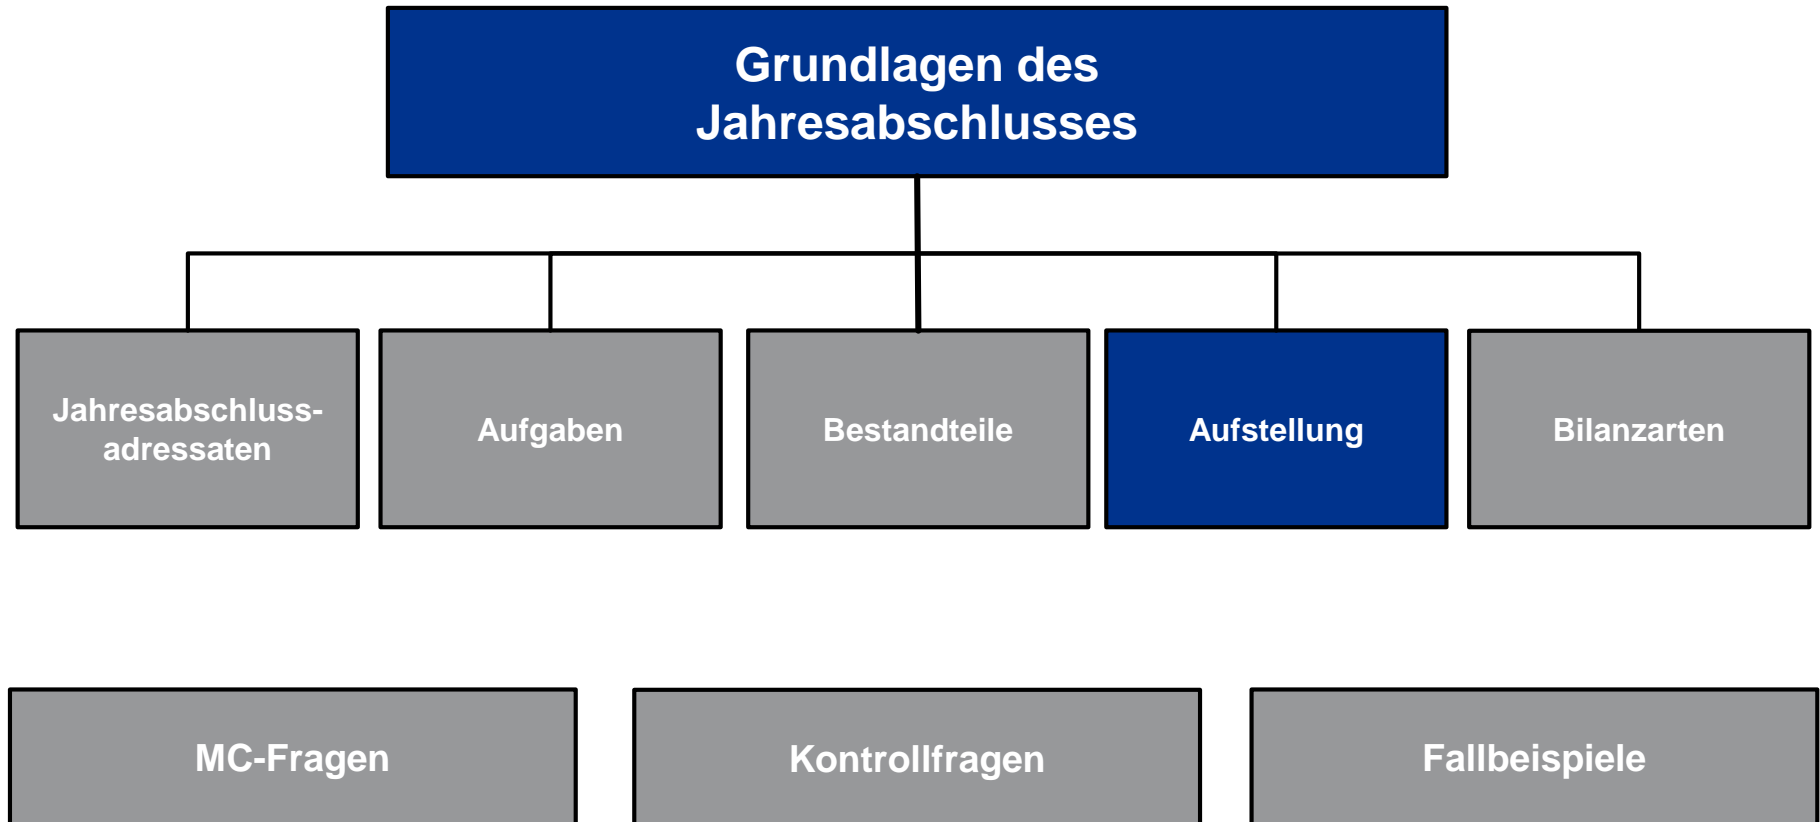 Grundlagen des
Jahresabschlusses
Jahresabschluss-
adressaten
Aufgaben
Bestandteile
Aufstellung
Bilanzarten
MC-Fragen
Kontrollfragen
Fallbeispiele